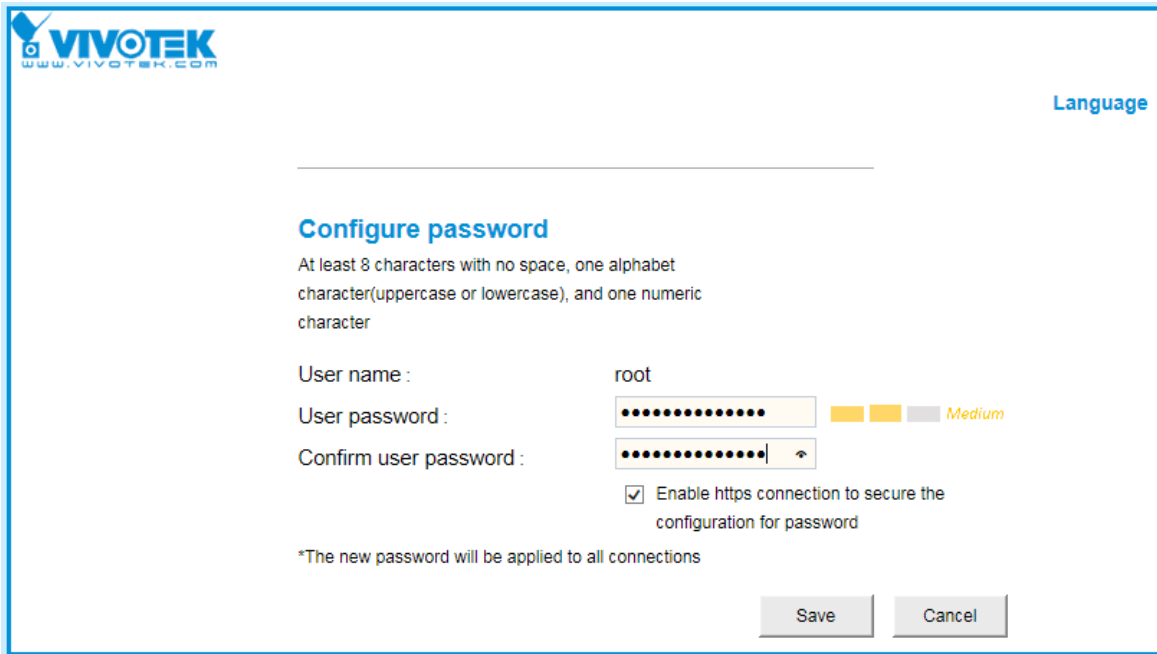 VIVOTEK
www.vivotek.com
Language
Configure password
At least 8 characters with no space, one alphabet
character(uppercase or lowercase), and one numeric
character
User name : root
User password : •••••••••••••• Medium
Confirm user password : ••••••••••••••
Enable https connection to secure the
configuration for password
*The new password will be applied to all connections
Save Cancel